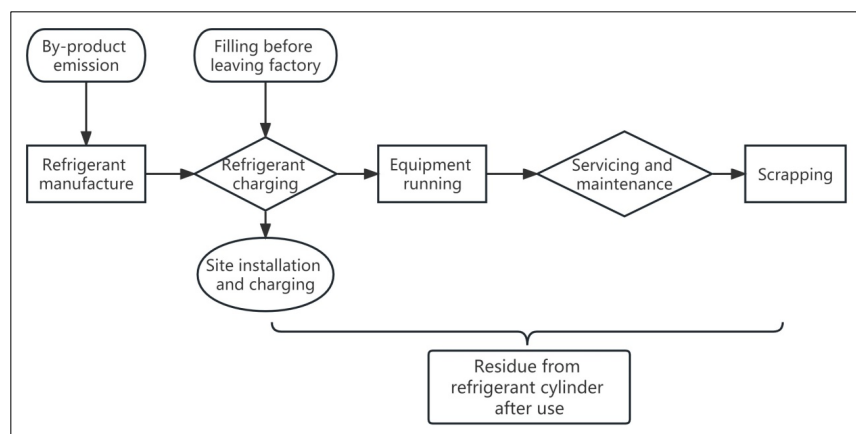 By-product
emission
Filling before
leaving factory
Refrigerant
manufacture
Refrigerant
charging
Equipment
running
Servicing and
maintenance
Scrapping
Site installation
and charging
Residue from
refrigerant cylinder
after use